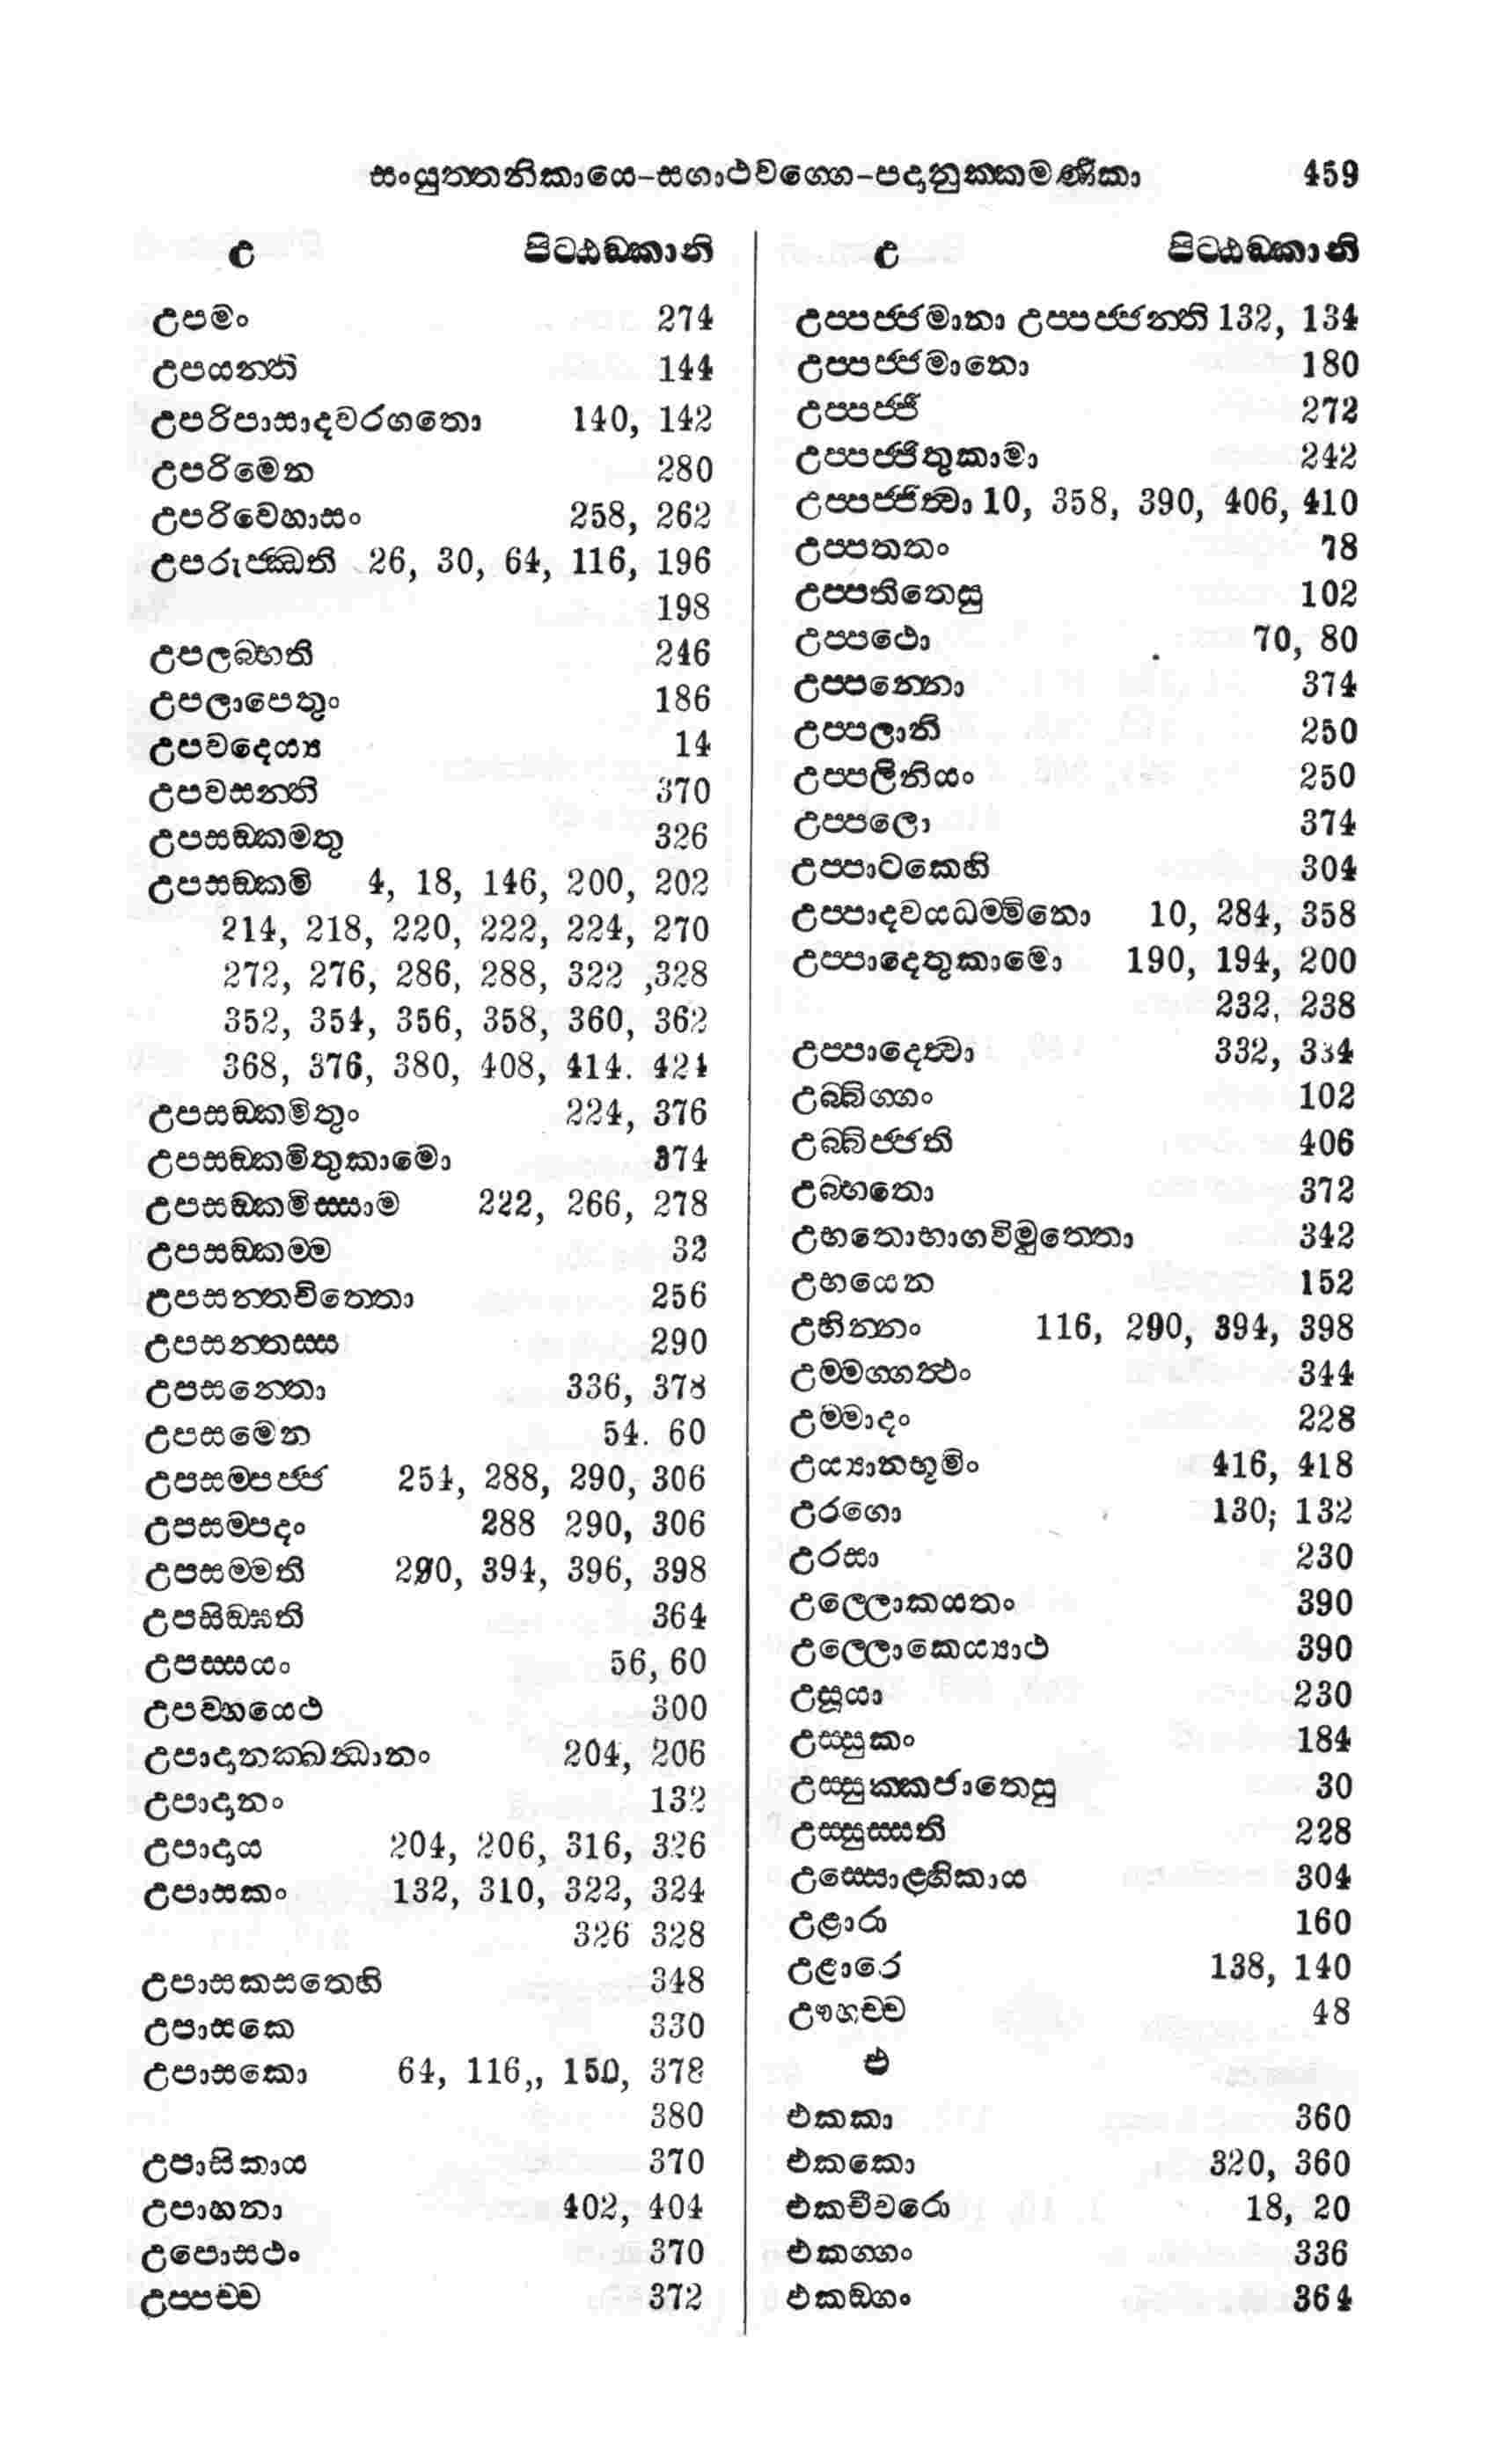 සංයුත්තනිකායෙ-සගාථවග්ගෙ-පදානුක්කමණිකා 459
උ පිට්ඨඞ්කානි
උපමං 274
උපයන්ති 144
උපරිපාසාදවරගතො 140, 142
උපරිමෙන 280
උපරිවෙහාසං 258, 262
උපරුජ්ඣති 26, 30, 64, 116, 196
198
උපලබ්භති 246
උපලාපෙතුං 186
උපවදෙය්‍ය 14
උපවසන්ති 370
උපසඞ්කමතු 326
උපසඞ්කමි 4, 18, 146, 200, 202
214, 218, 220, 222, 224, 270
272, 276, 286, 288, 322 ,328
352, 354, 356, 358, 360, 362
368, 376, 380, 408, 414. 424
උපසඞ්කමිතුං 224, 376
උපසඞ්කමිතුකාමො 374
උපසඞ්කමිස්සාම 222, 266, 278
උපසඞ්කම්ම 32
උපසන්තචිත්තො 256
උපසන්තස්ස 290
උපසන්තො 336, 378
උපසමෙන 54. 60
උපසම්පජ්ජ 254, 288, 290, 306
උපසම්පදං 288 290, 306
උපසම්මති 290, 394, 396, 398
උපසිඞ්ඝති 364
උපස්සයං 56, 60
උපව්හයෙථ 300
උපාදානක්ඛන්ධානං 204, 206
උපාදානං 132
උපාදාය 204, 206, 316, 326
උපාසකං 132, 310, 322, 324
326 328
උපාසකසතෙහි 348
උපාසකෙ 330
උපාසකො 64, 116,, 150, 378
380
උපාසිකාය 370
උපාහනා 402, 404
උපොසථං 370
උප්පච්ච 372
උ පිට්ඨඞ්කානි
උප්පජ්ජමානා උප්පජ්ජන්ති 132, 134
උප්පජ්ජමානො 180
උප්පජ්ජි 272
උප්පජ්ජිතුකාමා 242
උප්පජ්ජිත්වා 10, 358, 390, 406, 410
උප්පතනං 78
උප්පතිතෙසු 102
උප්පථො 70, 80
උප්පන්නො 374
උප්පලානි 250
උප්පලිනියං 250
උප්පලො 374
උප්පාටකෙහි 304
උප්පාදවයධම්මිනො 10, 284, 358
උප්පාදෙතුකාමො 190, 194, 200
232, 238
උප්පාදෙත්වා 332, 334
උබ්බිග්ගං 102
උබ්බිජ්ජති 406
උබ්භතො 372
උභතොභාගවිමුත්තො 342
උභයෙන 152
උභින්නං 116, 290, 394, 398
උම්මග්ගත්ථං 344
උම්මාදං 228
උය්‍යානභූමිං 416, 418
උරගො 130; 132
උරසා 230
උල්ලොකයතං 390
උල්ලොකෙය්‍යාථ 390
උසූයා 230
උස්සුකං 184
උස්සුක්කජාතෙසු 30
උස්සුස්සති 228
උස්සොළ්හිකාය 304
උළාරා 160
උළාරෙ 138, 140
ඌහච්ච 48
එ
එකකා 360
එකකො 320, 360
එකචීවරො 18, 20
එකග්ගං 336
එකඞ්ගං 364